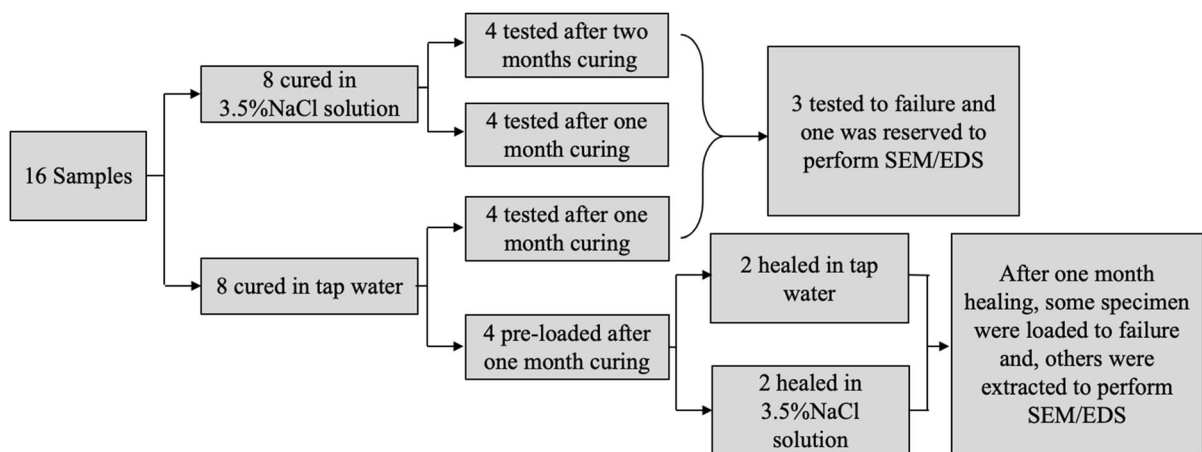 16 Samples
8 cured in
3.5%NaCl solution
8 cured in tap water
4 tested after two
months curing
4 tested after one
month curing
4 tested after one
month curing
4 pre-loaded after
one month curing
3 tested to failure and
one was reserved to
perform SEM/EDS
2 healed in tap
water
2 healed in
3.5%NaCl
solution
After one month
healing, some specimen
were loaded to failure
and, others were
extracted to perform
SEM/EDS